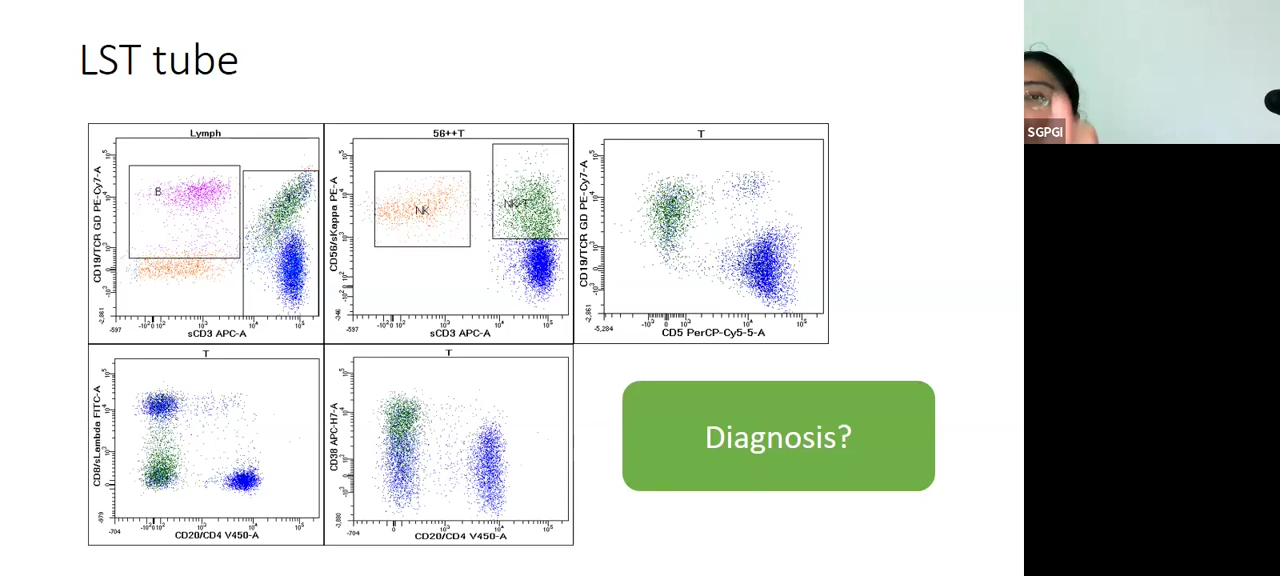 LST tube
SGPGI
Lymph
CD19/TCR GD PE-Cy7-A
B
sCD3 APC-A
56++T
CD56/sKappa PE-A
NK
sCD3 APC-A
T
CD19/TCR GD PE-Cy7-A
CD5 PerCP-Cy5-5-A
T
CD8/sLambda FITC-A
CD20/CD4 V450-A
T
CD38 APC-H7-A
CD20/CD4 V450-A
Diagnosis?